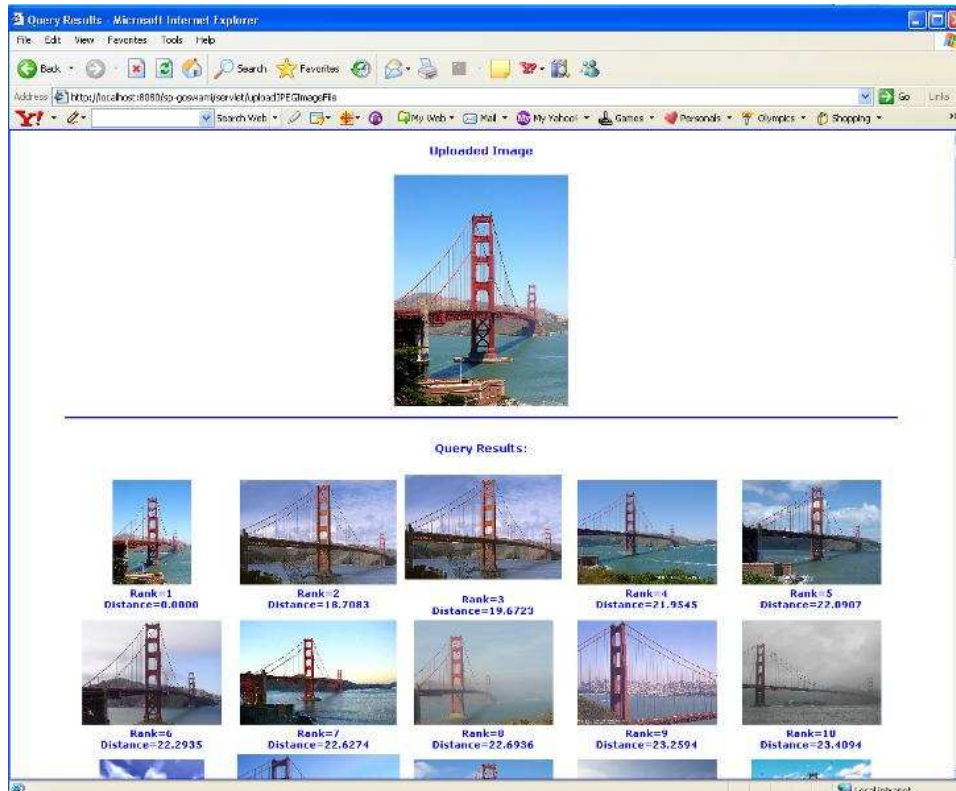 Query Results - Microsoft Internet Explorer
File Edit View Favorites Tools Help
Back Search Favorites
Address http://localhost:8080/sp-goswami/servlet/uploadJPEGImageFile Go Links
Y! Search Web My Web Mail My Yahoo! Games Personals Olympics Shopping
Uploaded Image
Query Results:
Rank=1 Rank=2 Rank=3 Rank=4 Rank=5
Distance=0.0000 Distance=18.7083 Distance=19.6723 Distance=21.9545 Distance=22.0907
Rank=6 Rank=7 Rank=8 Rank=9 Rank=10
Distance=22.2935 Distance=22.6274 Distance=22.6936 Distance=23.2594 Distance=23.4094
Local intranet